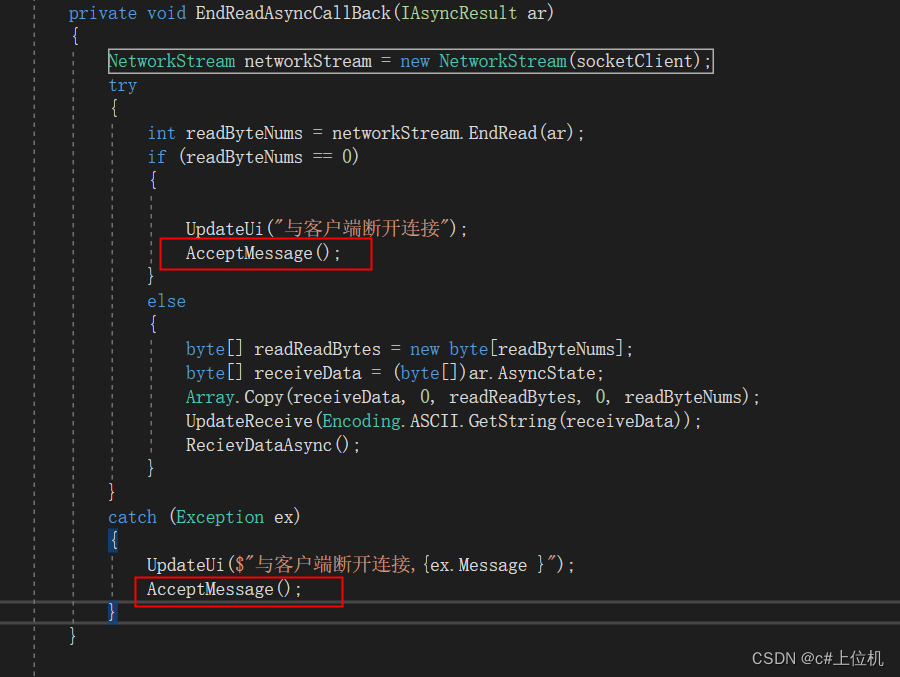 private void EndReadAsyncCallBack(IAsyncResult ar)
{
NetworkStream networkStream = new NetworkStream(socketClient);
try
{
int readByteNums = networkStream.EndRead(ar);
if (readByteNums == 0)
{
UpdateUi("与客户端断开连接");
AcceptMessage();
}
else
{
byte[] readReadBytes = new byte[readByteNums];
byte[] receiveData = (byte[])ar.AsyncState;
Array.Copy(receiveData, 0, readReadBytes, 0, readByteNums);
UpdateReceive(Encoding.ASCII.GetString(receiveData));
RecievDataAsync();
}
}
catch (Exception ex)
{
UpdateUi($"与客户端断开连接,{ex.Message }");
AcceptMessage();
}
}
CSDN @c#上位机